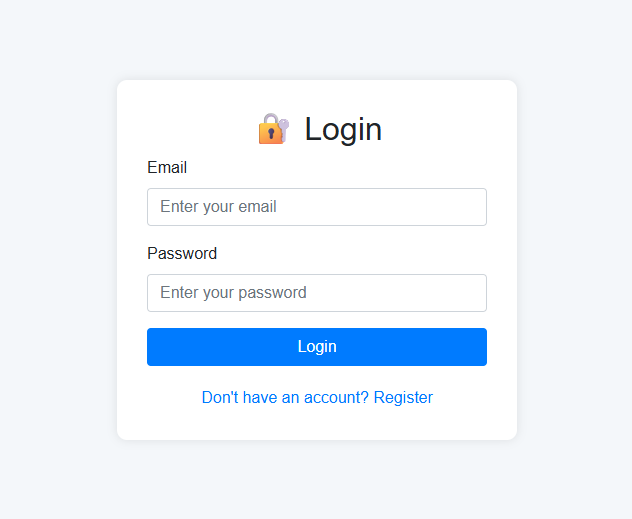 🔐 Login
Email
Enter your email
Password
Enter your password
Login
Don't have an account? Register